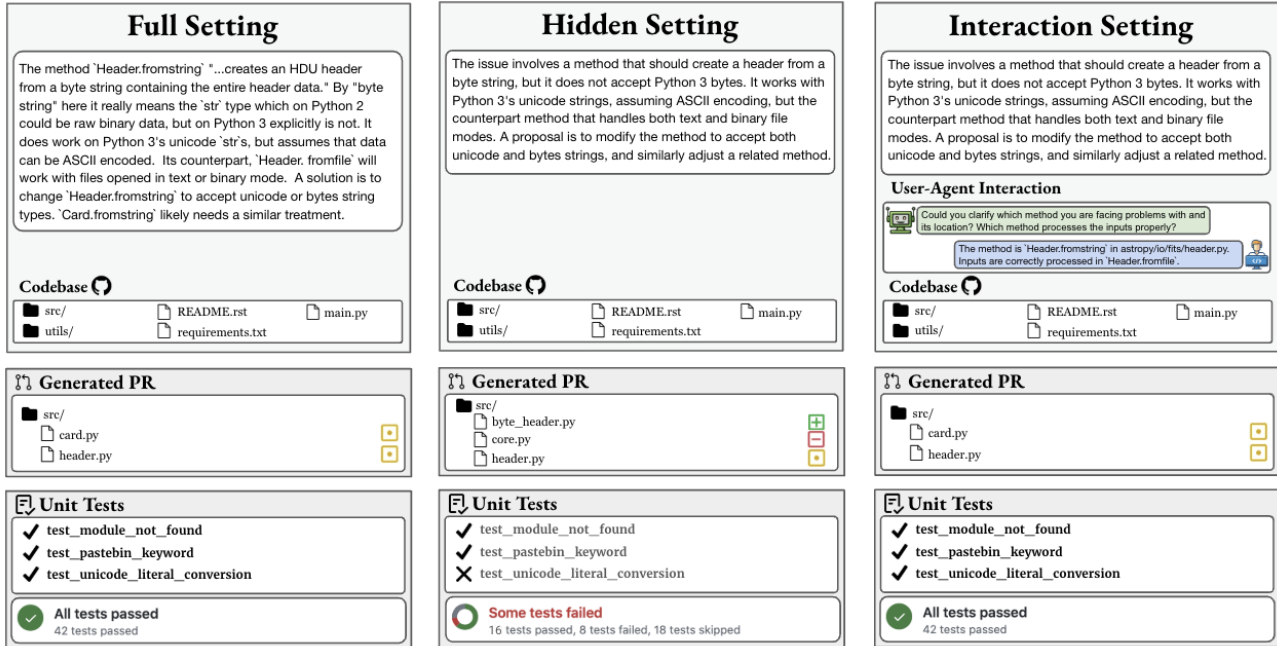 Full Setting
The method `Header.fromstring` "...creates an HDU header
from a byte string containing the entire header data." By "byte
string" here it really means the `str` type which on Python 2
could be raw binary data, but on Python 3 explicitly is not. It
does work on Python 3's unicode `str`s, but assumes that data
can be ASCII encoded. Its counterpart, `Header. fromfile` will
work with files opened in text or binary mode. A solution is to
change `Header.fromstring` to accept unicode or bytes string
types. `Card.fromstring` likely needs a similar treatment.
Codebase
src/
README.rst
main.py
utils/
requirements.txt
Generated PR
src/
card.py
header.py
Unit Tests
test_module_not_found
test_pastebin_keyword
test_unicode_literal_conversion
All tests passed
42 tests passed
Hidden Setting
The issue involves a method that should create a header from a
byte string, but it does not accept Python 3 bytes. It works with
Python 3's unicode strings, assuming ASCII encoding, but the
counterpart method that handles both text and binary file
modes. A proposal is to modify the method to accept both
unicode and bytes strings, and similarly adjust a related method.
Codebase
src/
README.rst
main.py
utils/
requirements.txt
Generated PR
src/
byte_header.py
core.py
header.py
Unit Tests
test_module_not_found
test_pastebin_keyword
test_unicode_literal_conversion
Some tests failed
16 tests passed, 8 tests failed, 18 tests skipped
Interaction Setting
The issue involves a method that should create a header from a
byte string, but it does not accept Python 3 bytes. It works with
Python 3's unicode strings, assuming ASCII encoding, but the
counterpart method that handles both text and binary file
modes. A proposal is to modify the method to accept both
unicode and bytes strings, and similarly adjust a related method.
User-Agent Interaction
Could you clarify which method you are facing problems with and
its location? Which method processes the inputs properly?
The method is `Header.fromstring` in astropy/io/fits/header.py.
Inputs are correctly processed in `Header.fromfile`.
Codebase
src/
README.rst
main.py
utils/
requirements.txt
Generated PR
src/
card.py
header.py
Unit Tests
test_module_not_found
test_pastebin_keyword
test_unicode_literal_conversion
All tests passed
42 tests passed